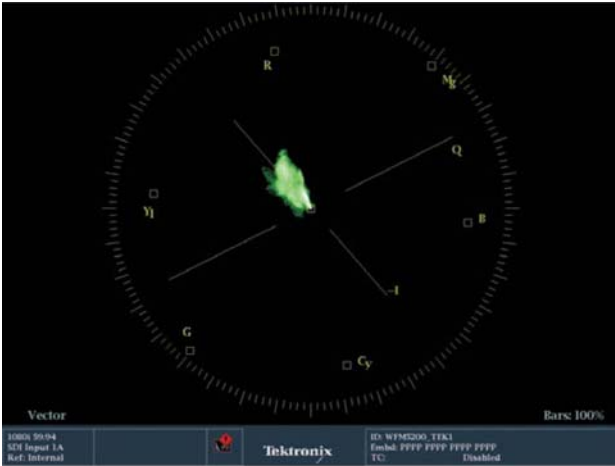 R
Mg
Q
Yl
B
-I
G
Cy
Vector
Bars: 100%
1080i 59.94
SDI Input 1A
Ref: Internal
Tektronix
ID: WFM5200_TEK1
Embd: PPPP PPPP PPPP PPPP
TC: Disabled